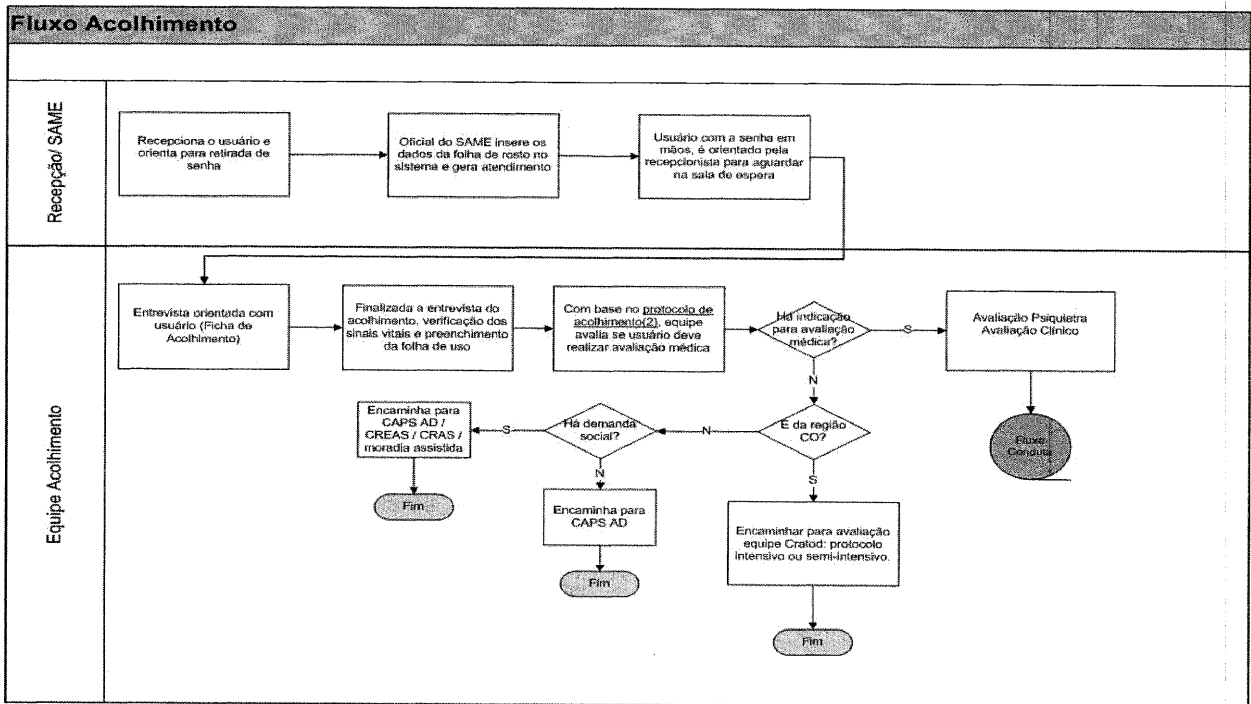 Fluxo Acolhimento
Recepção/ SAME
Recepciona o usuário e
orienta para retirada de
senha
Oficial do SAME insere os
dados da folha de rosto no
sistema e gera atendimento
Usuário com a senha em
mãos, é orientado pela
recepcionista para aguardar
na sala de espera
Equipe Acolhimento
Entrevista orientada com
usuário (Ficha de
Acolhimento)
Finalizada a entrevista do
acolhimento, verificação dos
sinais vitais e preenchimento
da folha de uso
Com base no protocolo de
acolhimento(2), equipe
avalia se usuário deve
realizar avaliação médica
Há indicação
para avaliação
médica?
S
Avaliação Psiquietra
Avaliação Clínico
N
Fluxo
Conduta
Encaminha para
CAPS AD /
CREAS / CRAS /
moradia assistida
S
Há demanda
social?
N
É da região
CO?
Fim
N
S
Encaminha para
CAPS AD
Encaminhar para avaliação
equipe Cratod: protocolo
intensivo ou semi-intensivo.
Fim
Fim